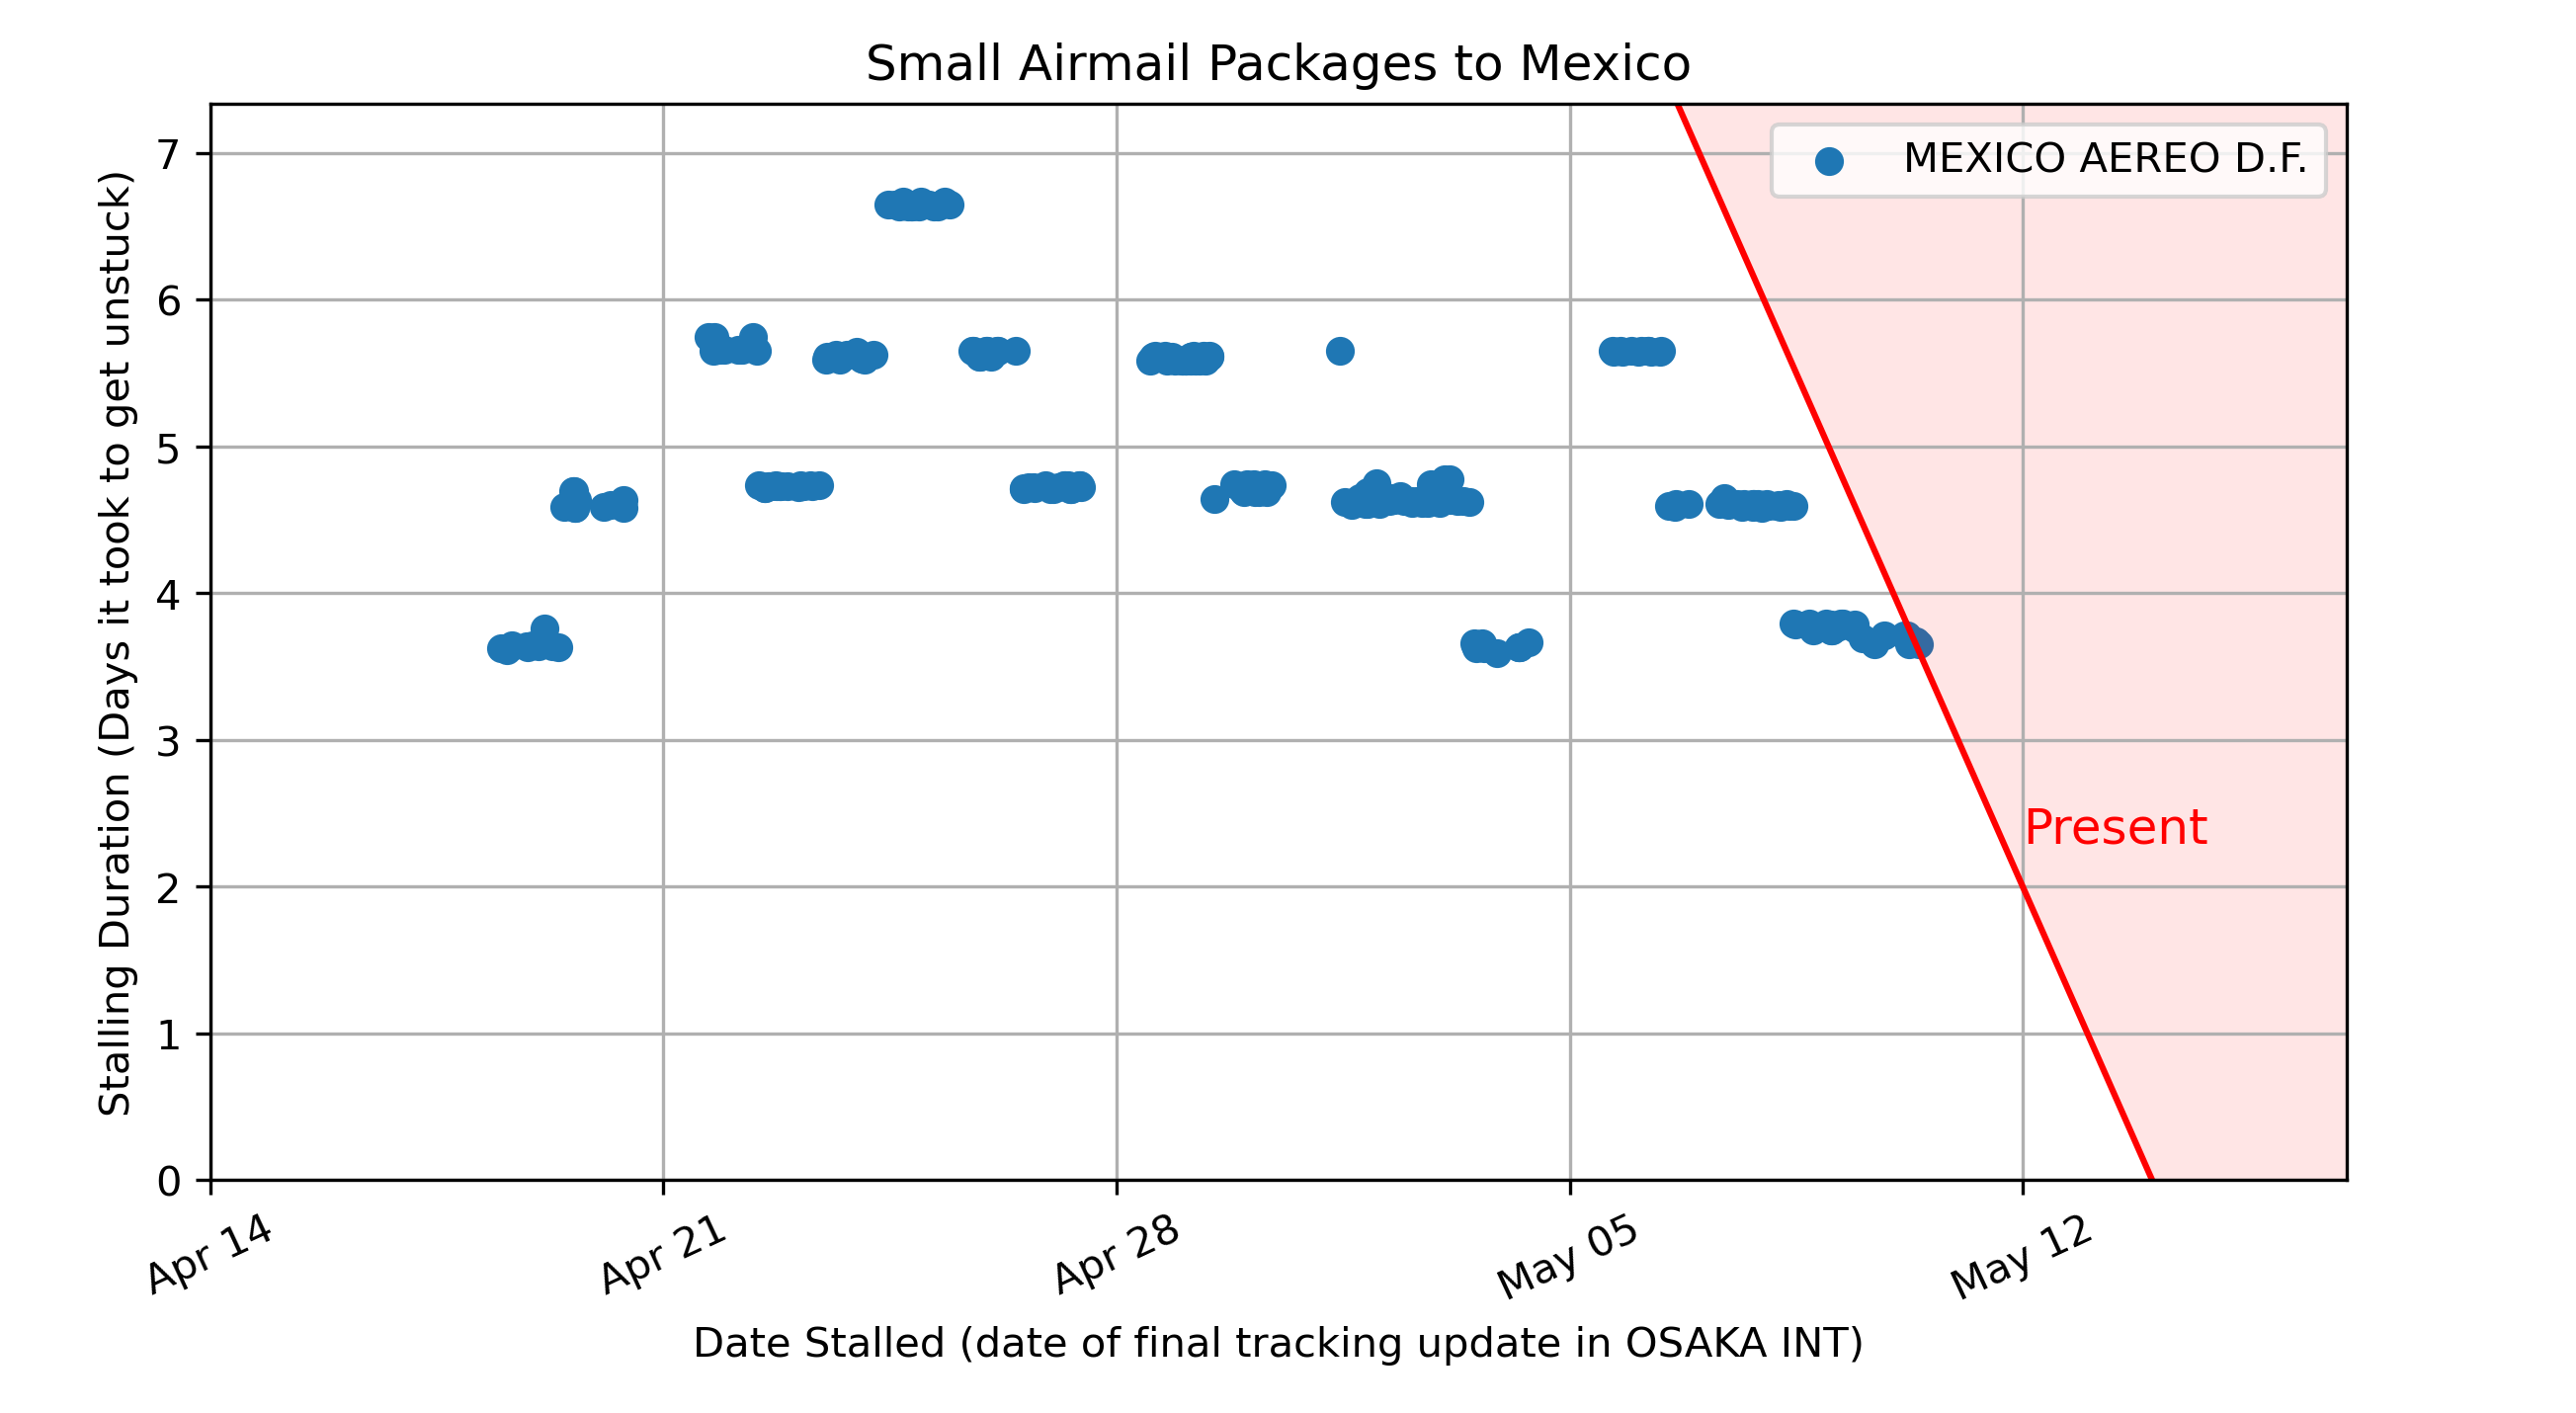 Small Airmail Packages to Mexico
MEXICO AEREO D.F.
Stalling Duration (Days it took to get unstuck)
7
6
5
4
3
2
1
0
Present
Apr 14
Apr 21
Apr 28
May 05
May 12
Date Stalled (date of final tracking update in OSAKA INT)